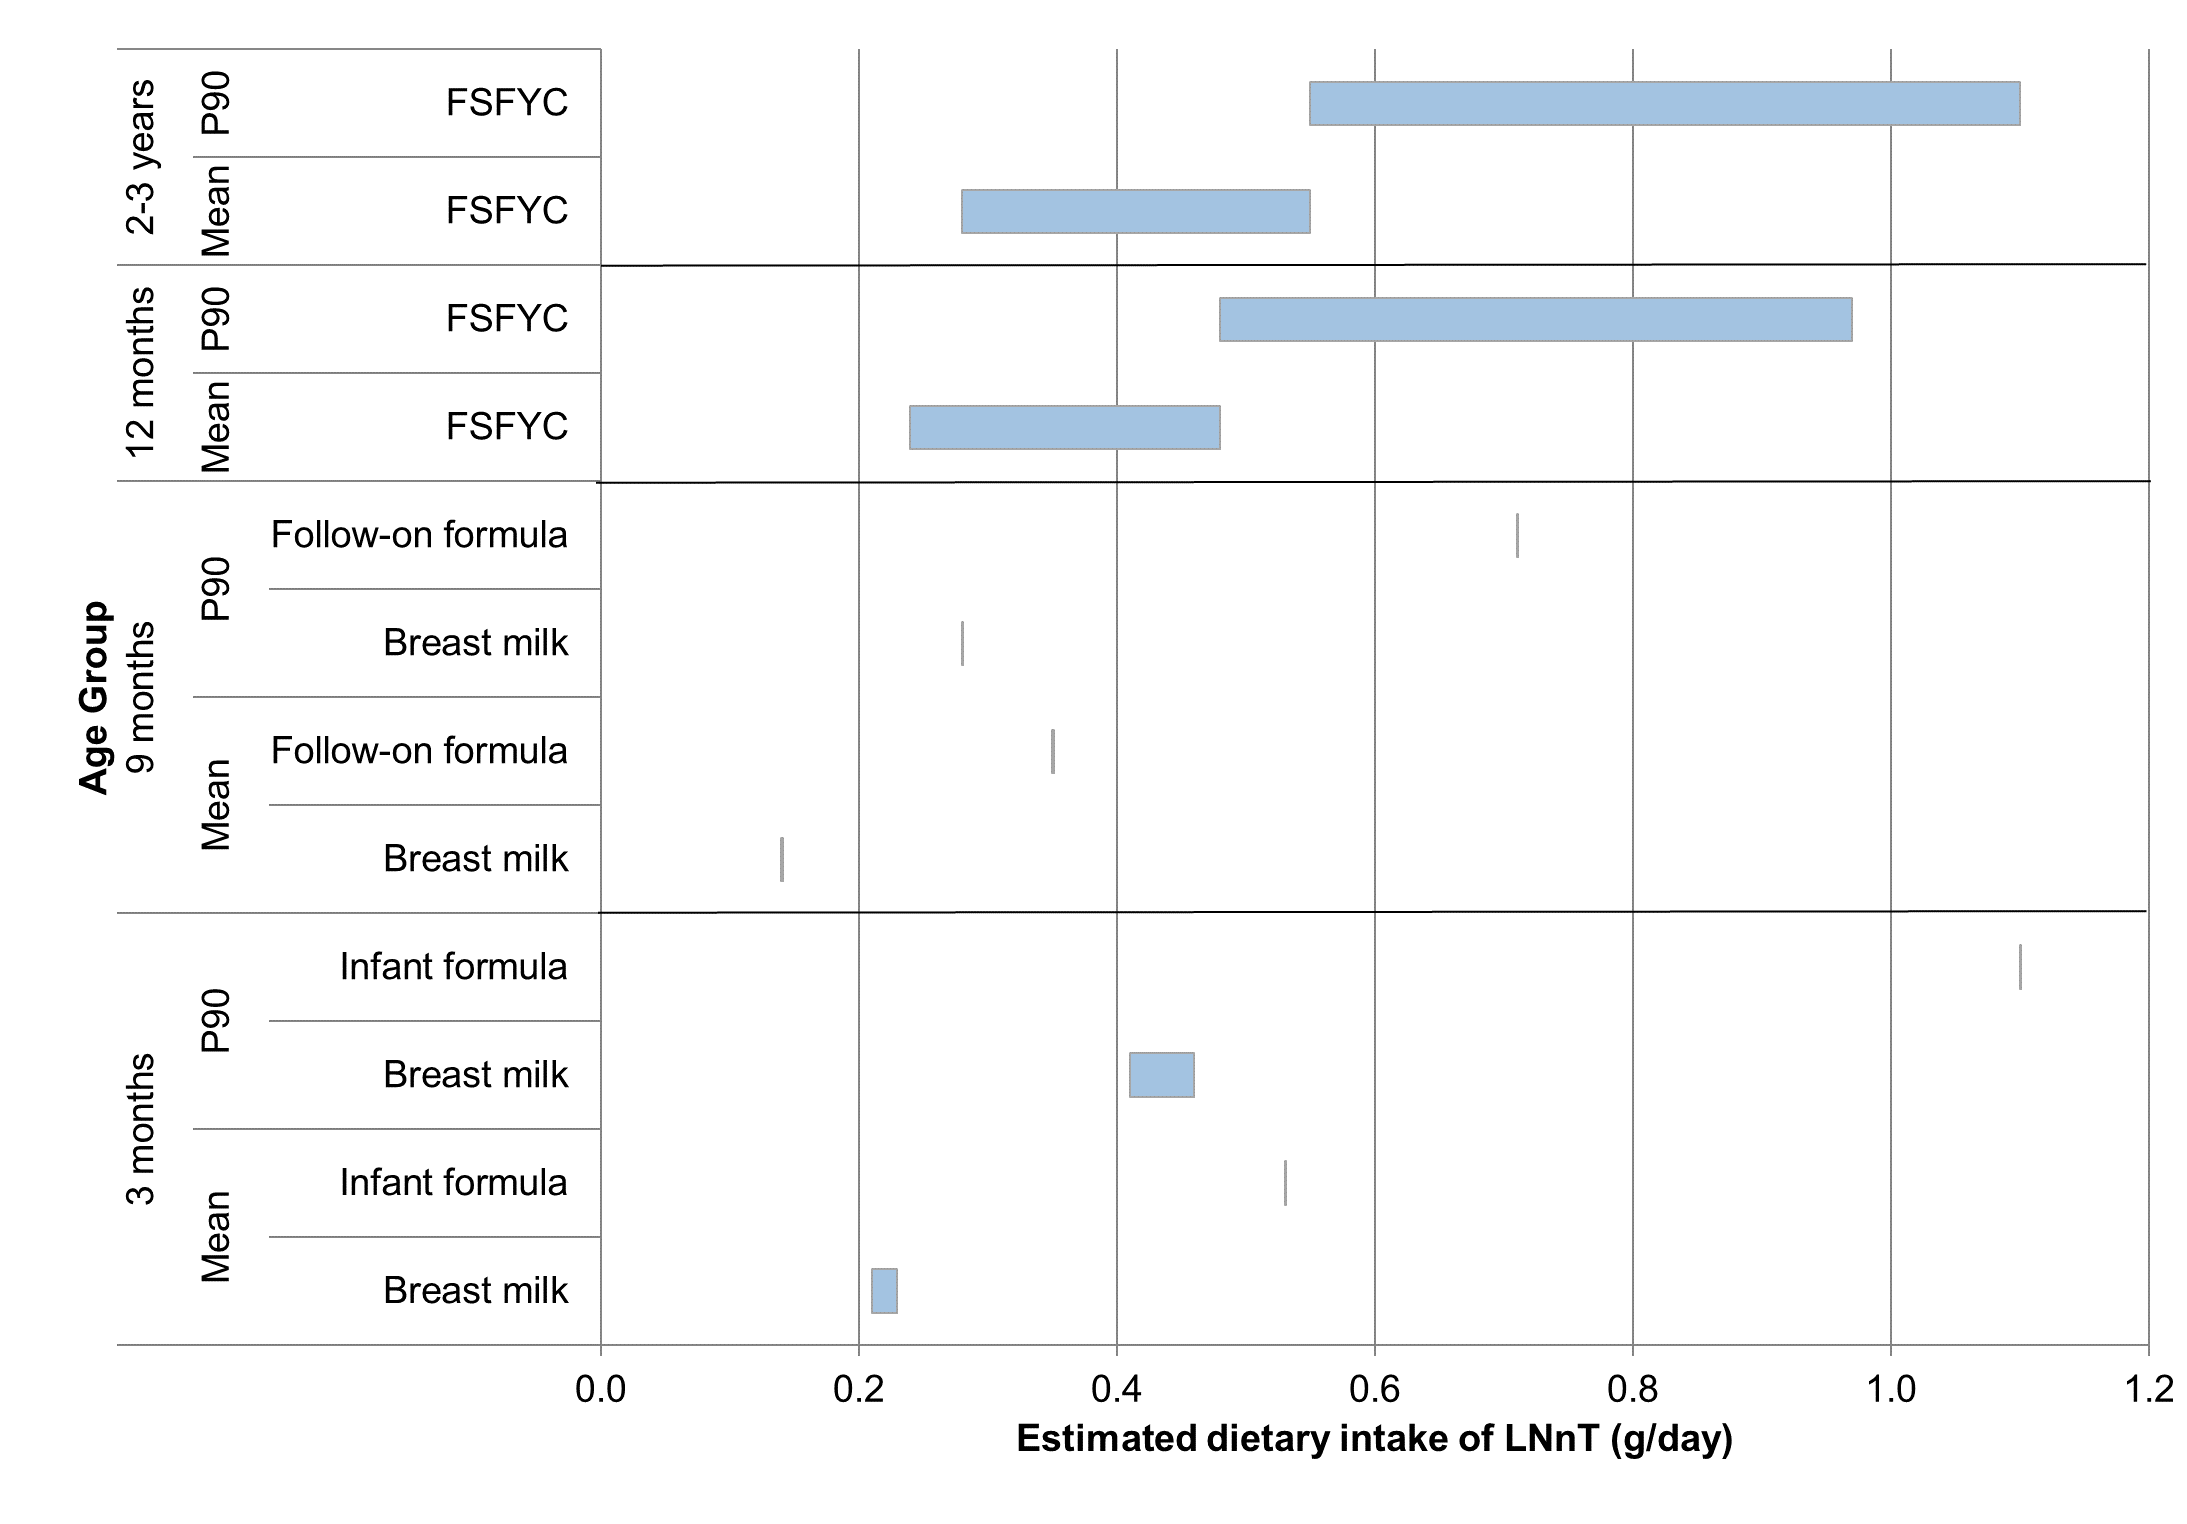 2-3 years
P90
FSFYC
Mean
FSFYC
12 months
P90
FSFYC
Mean
FSFYC
Age Group
9 months
P90
Follow-on formula
Breast milk
Mean
Follow-on formula
Breast milk
3 months
P90
Infant formula
Breast milk
Mean
Infant formula
Breast milk
0.0 0.2 0.4 0.6 0.8 1.0 1.2
Estimated dietary intake of LNnT (g/day)